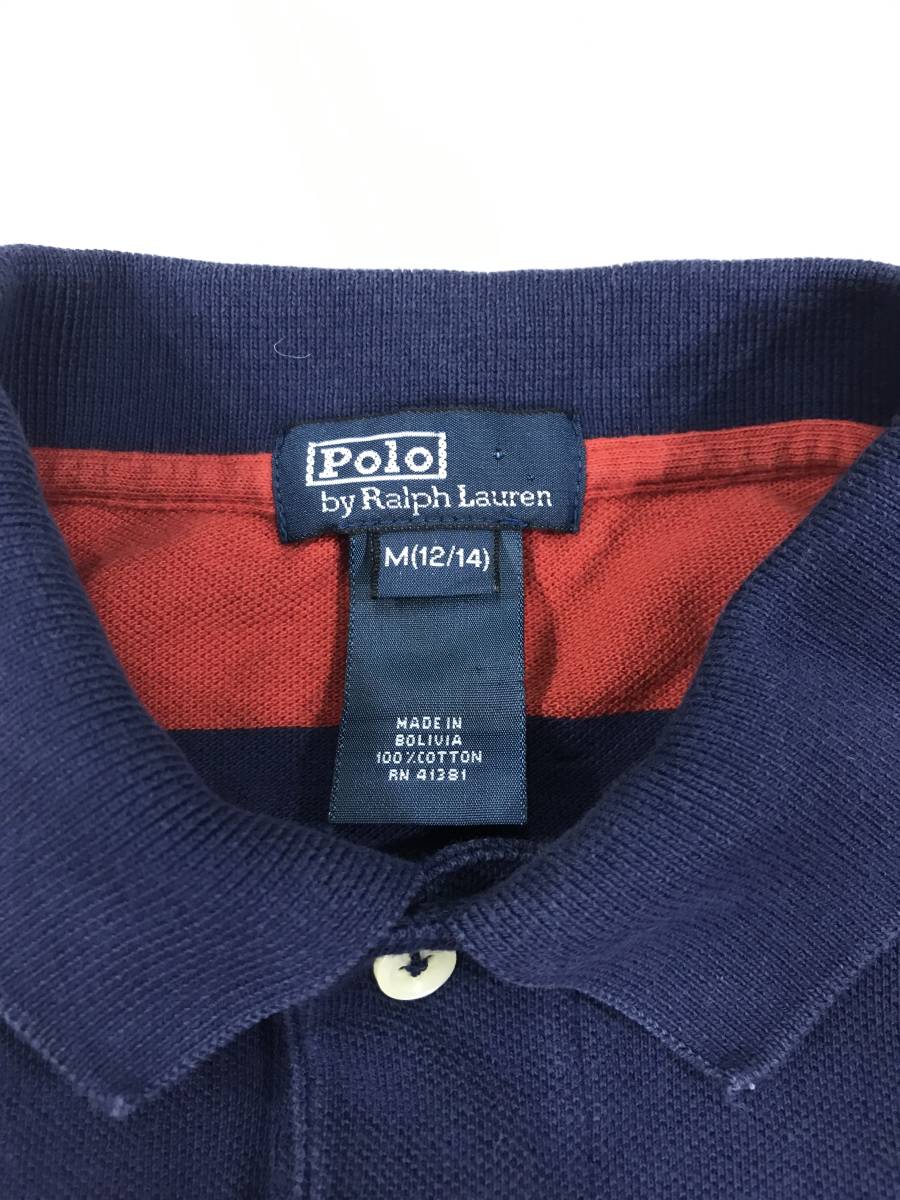 Polo
by Ralph Lauren
M(12/14)
MADE IN
BOLIVIA
100%COTTON
RN 41381